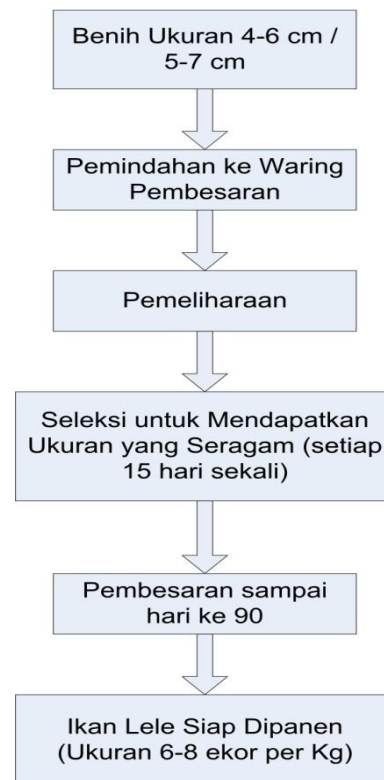 Benih Ukuran 4-6 cm /
5-7 cm
Pemindahan ke Waring
Pembesaran
Pemeliharaan
Seleksi untuk Mendapatkan
Ukuran yang Seragam (setiap
15 hari sekali)
Pembesaran sampai
hari ke 90
Ikan Lele Siap Dipanen
(Ukuran 6-8 ekor per Kg)